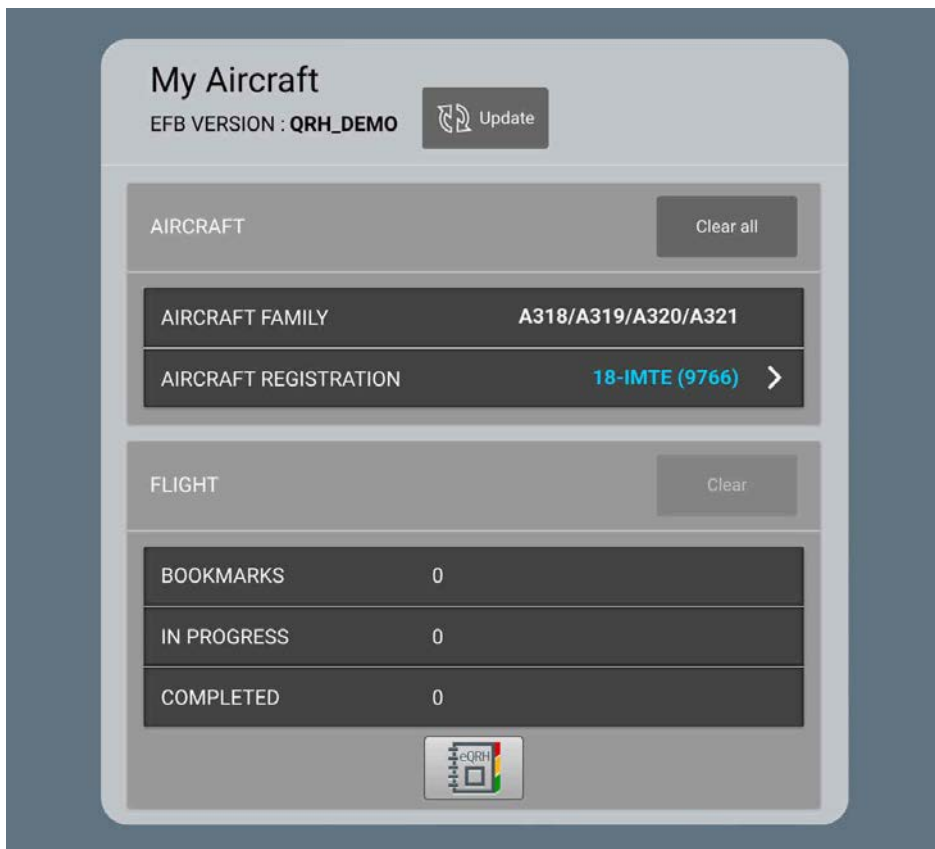 My Aircraft
EFB VERSION : QRH_DEMO
Update
AIRCRAFT
Clear all
AIRCRAFT FAMILY A318/A319/A320/A321
AIRCRAFT REGISTRATION 18-IMTE (9766)
FLIGHT
Clear
BOOKMARKS 0
IN PROGRESS 0
COMPLETED 0
eQRH